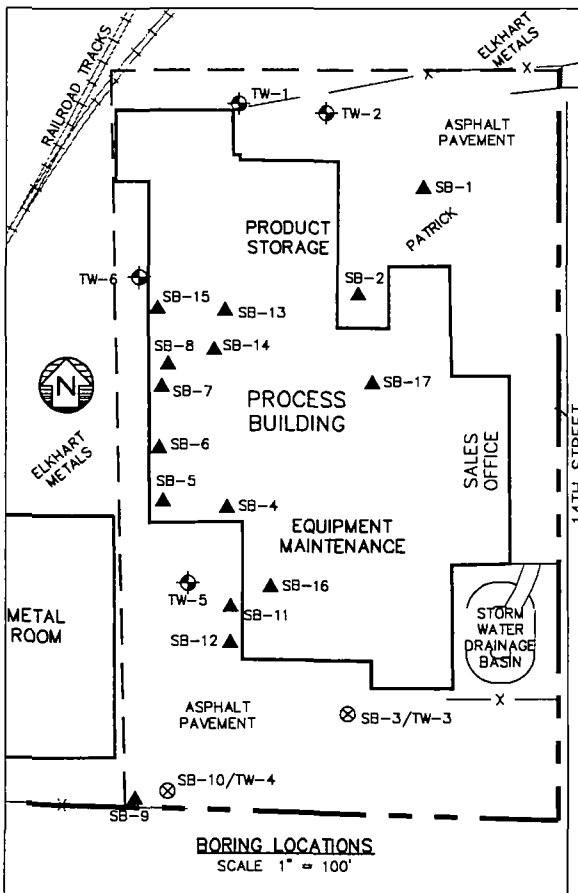 RAILROAD TRACKS
ELKHART
METALS
TW-1
TW-2
ASPHALT
PAVEMENT
SB-1
PATRICK
PRODUCT
STORAGE
TW-6
SB-2
SB-15
SB-13
SB-8
SB-14
SB-7
SB-17
N
PROCESS
BUILDING
ELKHART
METALS
SB-6
SB-5
SB-4
SALES
OFFICE
14TH STREET
EQUIPMENT
MAINTENANCE
METAL
ROOM
TW-5
SB-16
SB-11
SB-12
STORM
WATER
DRAINAGE
BASIN
ASPHALT
PAVEMENT
SB-3/TW-3
SB-10/TW-4
SB-9
BORING LOCATIONS
SCALE 1" = 100'